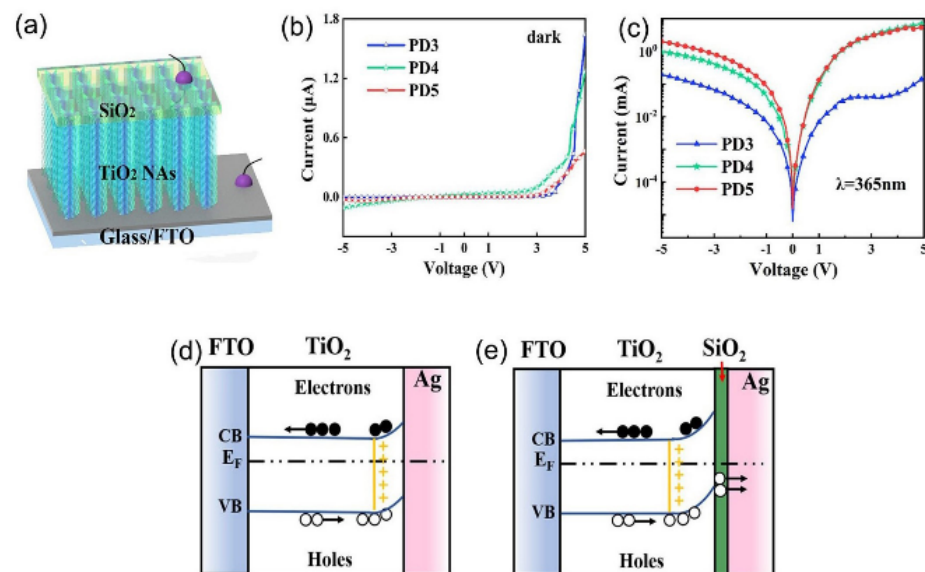 (a)
SiO₂
TiO₂ NAs
Glass/FTO
(b)
1.8
1.2
0.6
0.0
Current (μA)
PD3
PD4
PD5
dark
-5 -3 -1 0 1 3 5
Voltage (V)
(c)
10⁰
10⁻²
10⁻⁴
Current (mA)
PD3
PD4
PD5
λ=365nm
-5 -3 -1 0 1 3 5
Voltage (V)
(d)
FTO TiO₂
Ag
Electrons
CB
E_F
VB
Holes
+
+
+
+
+
(e)
FTO TiO₂ SiO₂
Ag
Electrons
CB
E_F
VB
Holes
+
+
+
+
+